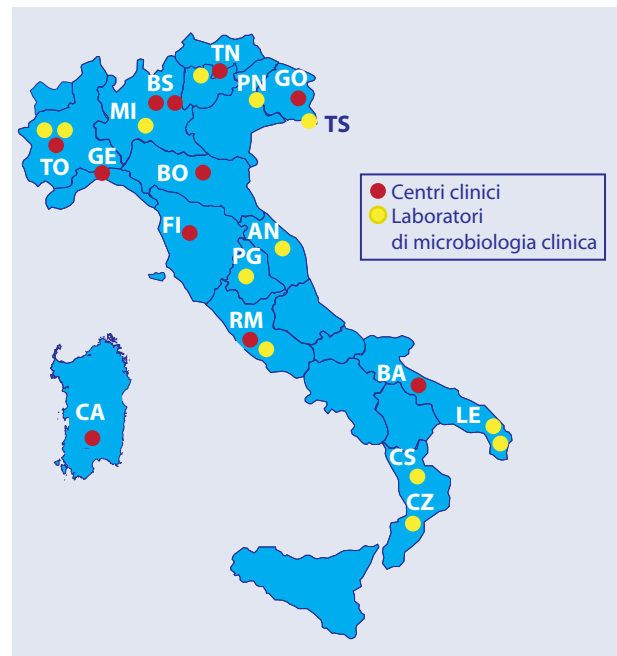 TN
BS
PN
GO
MI
TS
TO
GE
BO
FI
AN
PG
RM
BA
CA
LE
CS
CZ
Centri clinici
Laboratori
di microbiologia clinica